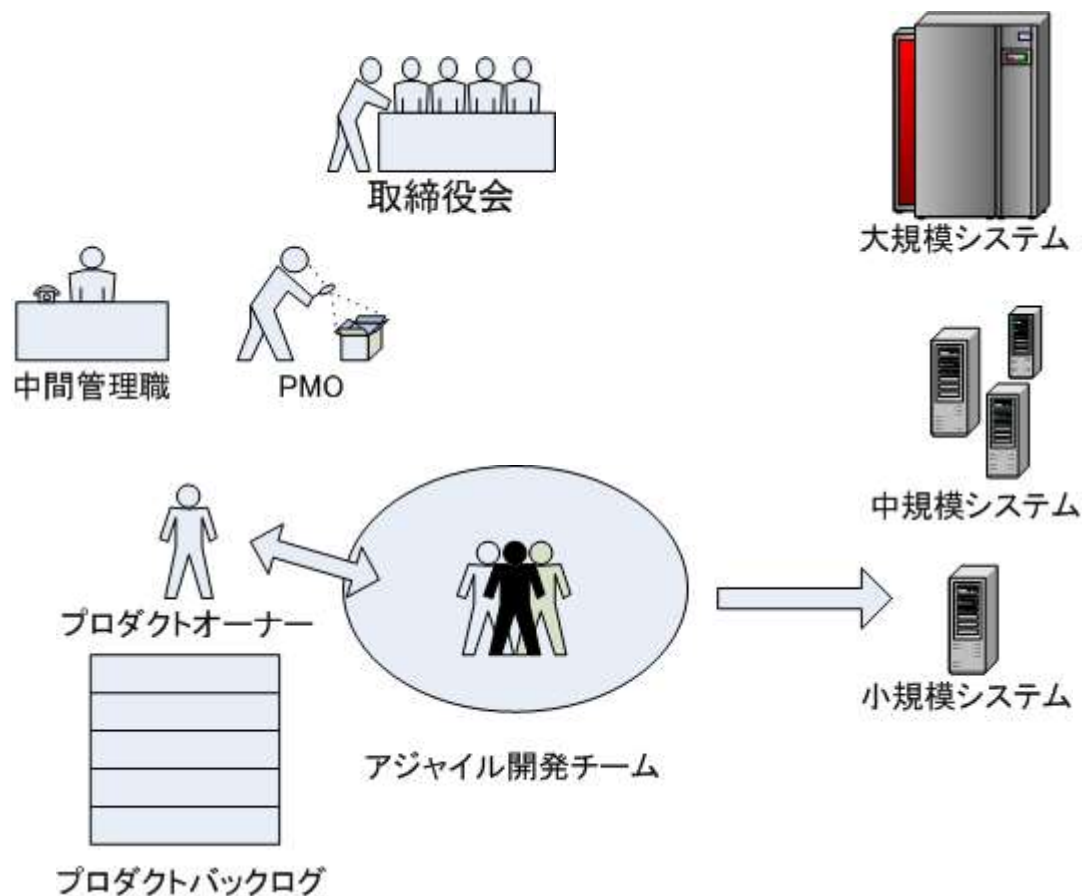 取締役会
大規模システム
中間管理職
PMO
中規模システム
プロダクトオーナー
小規模システム
アジャイル開発チーム
プロダクトバックログ